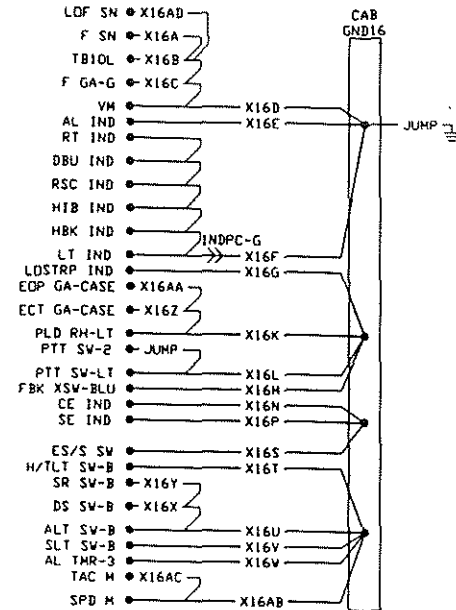 CAB
GND16
LOF SN X16AD
F SN X16A
TB10L X16B
F GA-G X16C
VM X16D
AL IND X16E JUMP
RT IND
DBU IND
RSC IND
HIB IND
HBK IND
INDPC-G
LT IND X16F
LOSTRP IND X16G
EOP GA-CASE X16AA
ECT GA-CASE X16Z
PLD RH-LT X16K
PTT SW-2 JUMP
PTT SW-LT X16L
FBK XSW-BLU X16M
CE IND X16N
SE IND X16P
ES/S SW X16S
H/TLT SW-B X16T
SR SW-B X16Y
DS SW-B X16X
ALT SW-B X16U
SLT SW-B X16V
AL THR-3 X16W
TAC M X16AC
SPD M X16AB